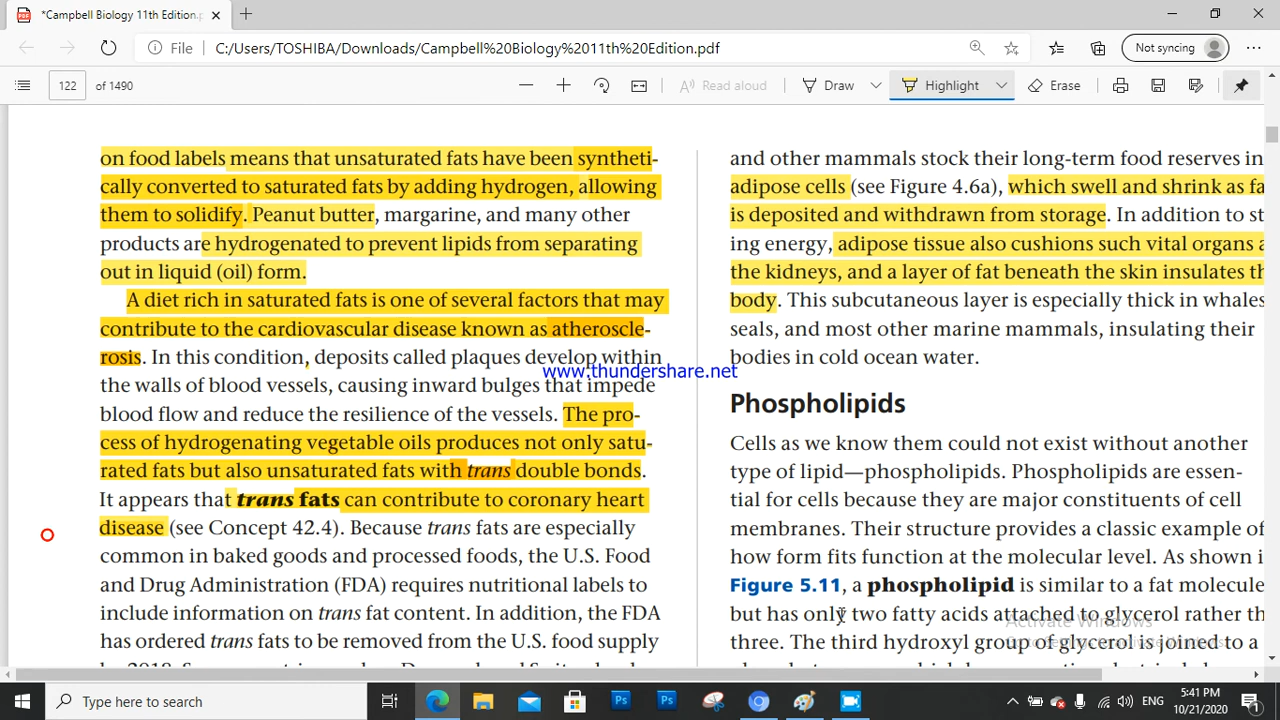 *Campbell Biology 11th Edition.p
File
C:/Users/TOSHIBA/Downloads/Campbell%20Biology%2011th%20Edition.pdf
Not syncing
122 of 1490
Read aloud
Draw
Highlight
Erase
on food labels means that unsaturated fats have been syntheti-
cally converted to saturated fats by adding hydrogen, allowing
them to solidify. Peanut butter, margarine, and many other
products are hydrogenated to prevent lipids from separating
out in liquid (oil) form.
A diet rich in saturated fats is one of several factors that may
contribute to the cardiovascular disease known as atheroscle-
rosis. In this condition, deposits called plaques develop within
the walls of blood vessels, causing inward bulges that impede
blood flow and reduce the resilience of the vessels. The pro-
cess of hydrogenating vegetable oils produces not only satu-
rated fats but also unsaturated fats with trans double bonds.
It appears that trans fats can contribute to coronary heart
disease (see Concept 42.4). Because trans fats are especially
common in baked goods and processed foods, the U.S. Food
and Drug Administration (FDA) requires nutritional labels to
include information on trans fat content. In addition, the FDA
has ordered trans fats to be removed from the U.S. food supply
www.thundershare.net
and other mammals stock their long-term food reserves in
adipose cells (see Figure 4.6a), which swell and shrink as fa
is deposited and withdrawn from storage. In addition to st
ing energy, adipose tissue also cushions such vital organs a
the kidneys, and a layer of fat beneath the skin insulates th
body. This subcutaneous layer is especially thick in whales
seals, and most other marine mammals, insulating their
bodies in cold ocean water.
Phospholipids
Cells as we know them could not exist without another
type of lipid—phospholipids. Phospholipids are essen-
tial for cells because they are major constituents of cell
membranes. Their structure provides a classic example of
how form fits function at the molecular level. As shown i
Figure 5.11, a phospholipid is similar to a fat molecule
but has only two fatty acids attached to glycerol rather th
three. The third hydroxyl group of glycerol is joined to a
Activate Windows
Type here to search
ENG
5:41 PM
10/21/2020